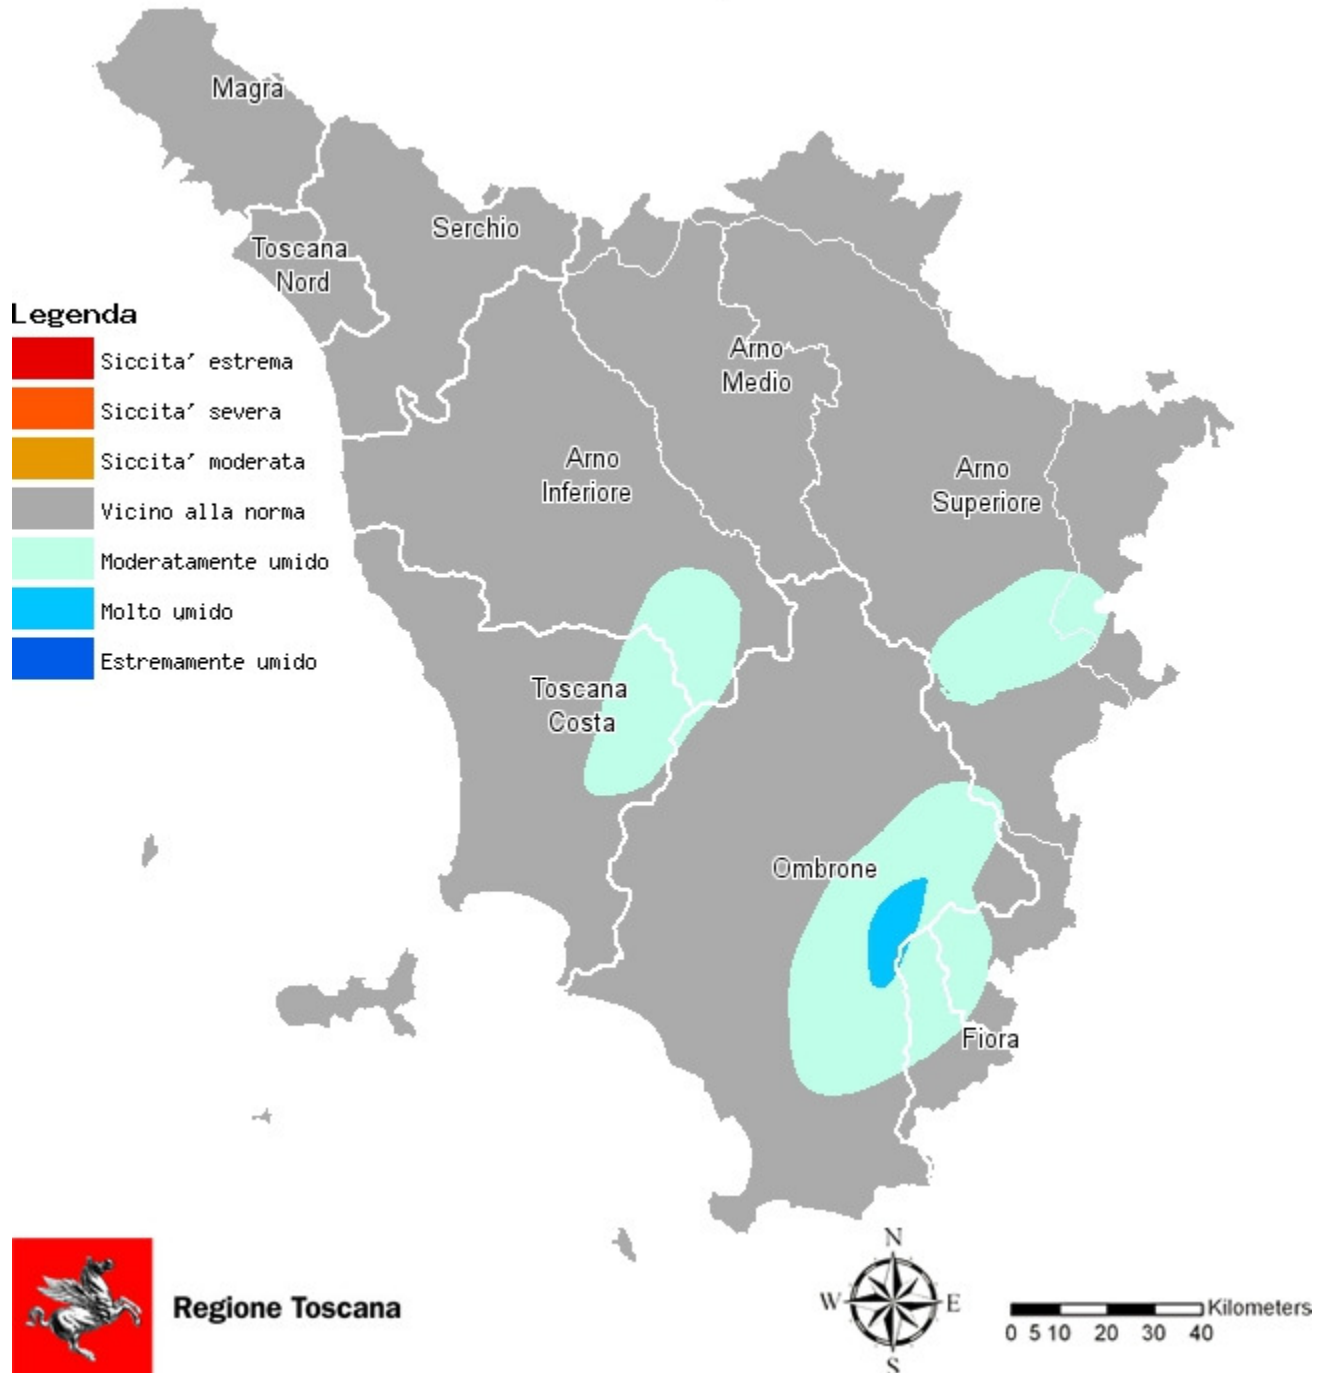 Magra
Serchio
Toscana
Nord
Legenda
Siccita' estrema
Siccita' severa
Siccita' moderata
Vicino alla norma
Moderatamente umido
Molto umido
Estremamente umido
Arno
Medio
Arno
Inferiore
Arno
Superiore
Toscana
Costa
Ombrone
Fiora
Regione Toscana
N
W
E
S
Kilometers
0 5 10 20 30 40